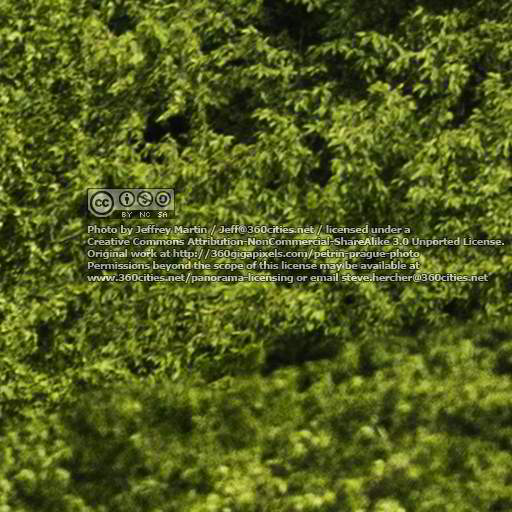 cc BY NC SA
Photo by Jeffrey Martin / Jeff@360cities.net / licensed under a
Creative Commons Attribution-NonCommercial-ShareAlike 3.0 Unported License.
Original work at http://360gigapixels.com/petrin-prague-photo
Permissions beyond the scope of this license may be available at
www.360cities.net/panorama-licensing or email steve.hercher@360cities.net